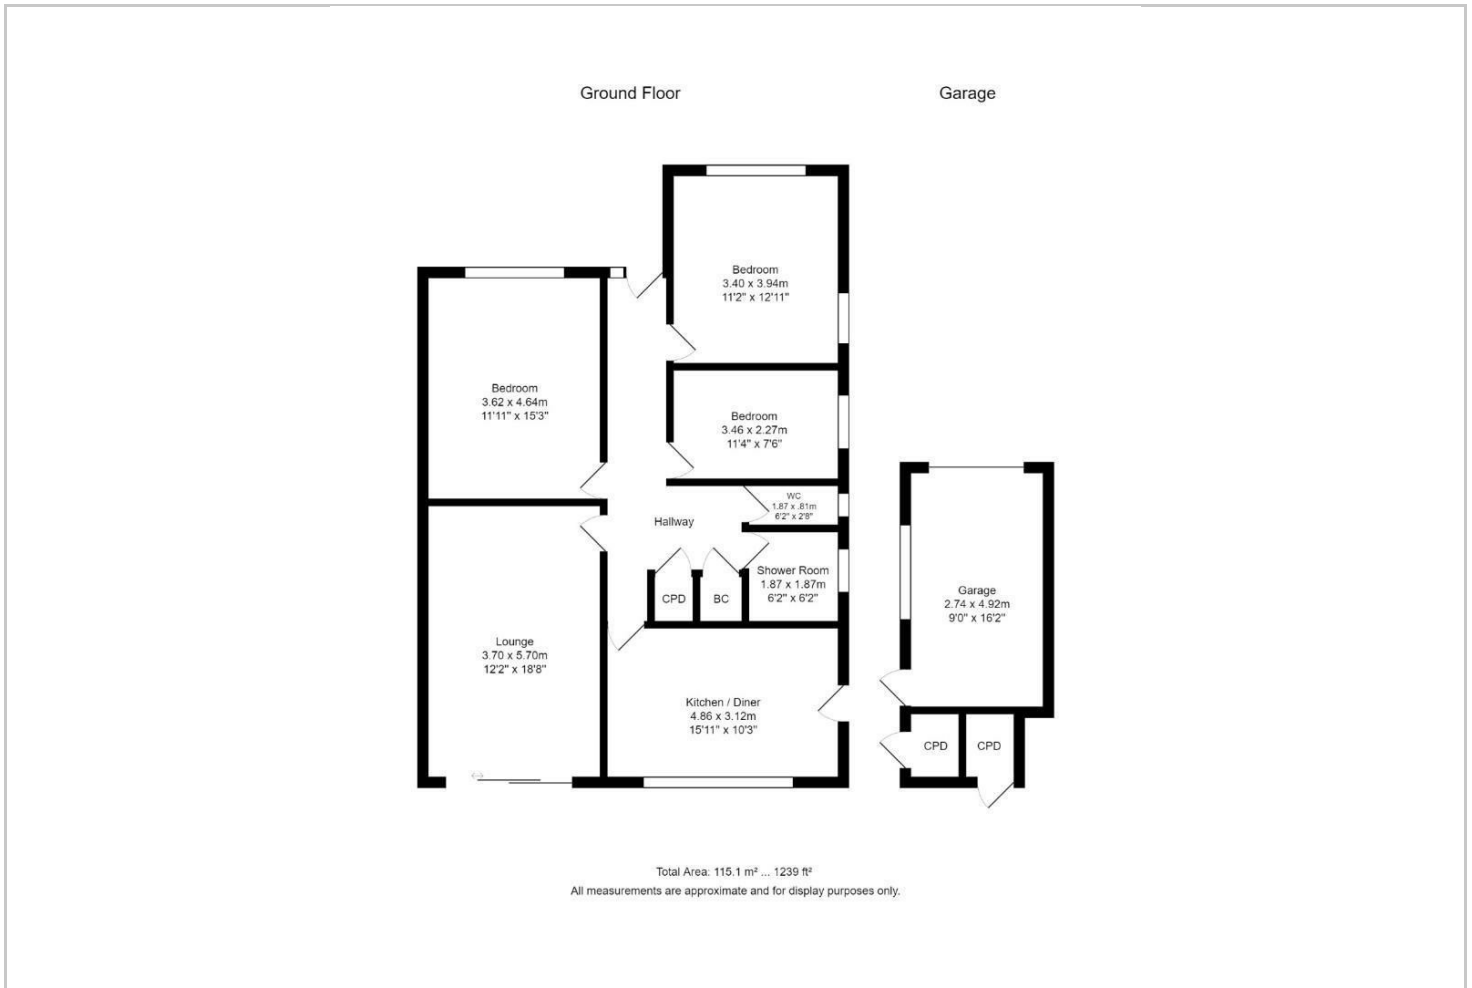 Ground Floor
Garage
Bedroom
3.40 x 3.94m
11'2" x 12'11"
Bedroom
3.62 x 4.64m
11'11" x 15'3"
Bedroom
3.46 x 2.27m
11'4" x 7'6"
WC
1.87 x .81m
6'2" x 2'8"
Hallway
Shower Room
1.87 x 1.87m
6'2" x 6'2"
CPD
BC
Lounge
3.70 x 5.70m
12'2" x 18'8"
Kitchen / Diner
4.86 x 3.12m
15'11" x 10'3"
Garage
2.74 x 4.92m
9'0" x 16'2"
CPD
CPD
Total Area: 115.1 m² ... 1239 ft²
All measurements are approximate and for display purposes only.